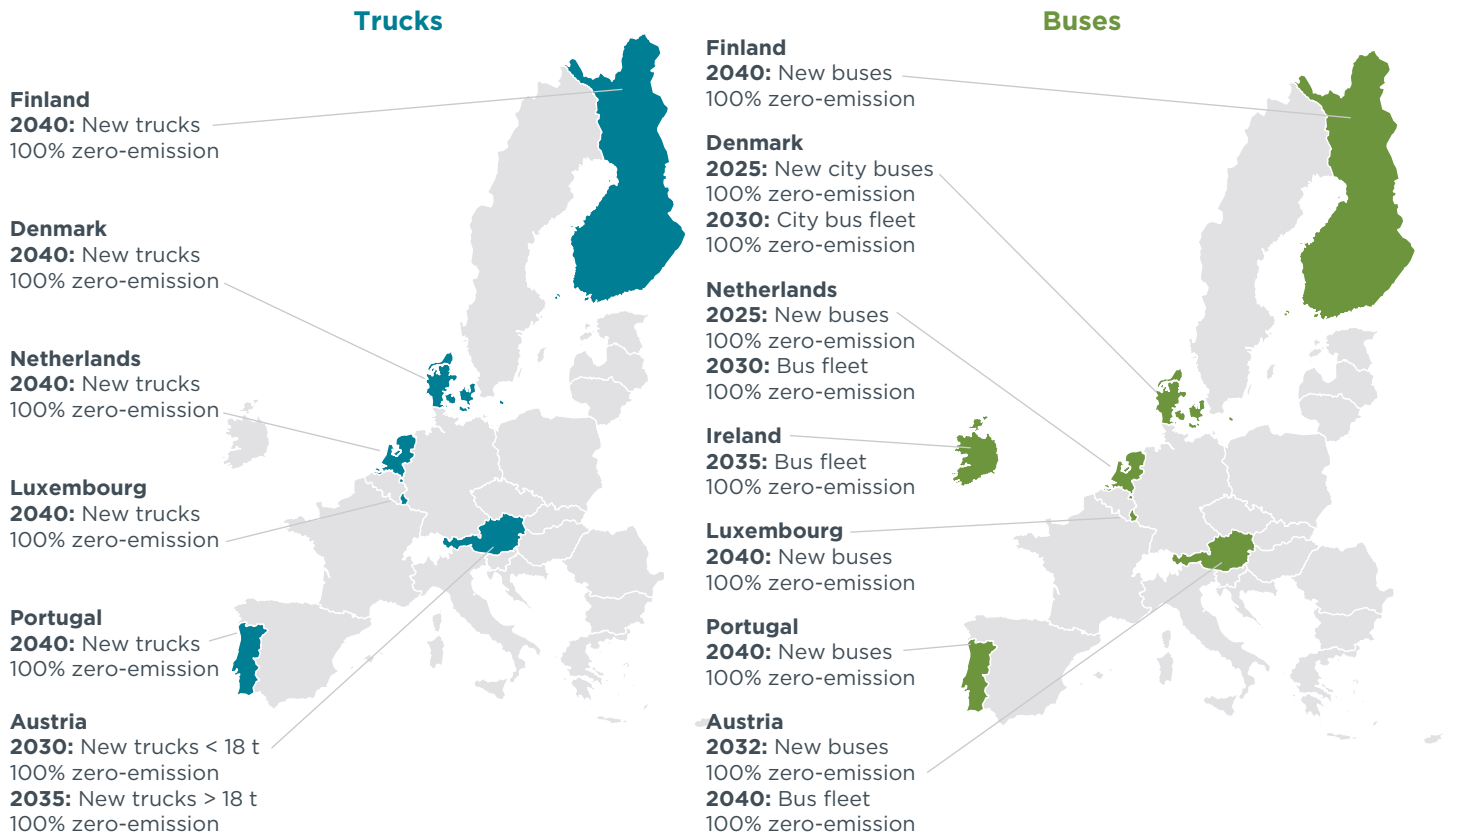 Trucks
Finland
2040: New trucks
100% zero-emission
Denmark
2040: New trucks
100% zero-emission
Netherlands
2040: New trucks
100% zero-emission
Luxembourg
2040: New trucks
100% zero-emission
Portugal
2040: New trucks
100% zero-emission
Austria
2030: New trucks < 18 t
100% zero-emission
2035: New trucks > 18 t
100% zero-emission
Buses
Finland
2040: New buses
100% zero-emission
Denmark
2025: New city buses
100% zero-emission
2030: City bus fleet
100% zero-emission
Netherlands
2025: New buses
100% zero-emission
2030: Bus fleet
100% zero-emission
Ireland
2035: Bus fleet
100% zero-emission
Luxembourg
2040: New buses
100% zero-emission
Portugal
2040: New buses
100% zero-emission
Austria
2032: New buses
100% zero-emission
2040: Bus fleet
100% zero-emission